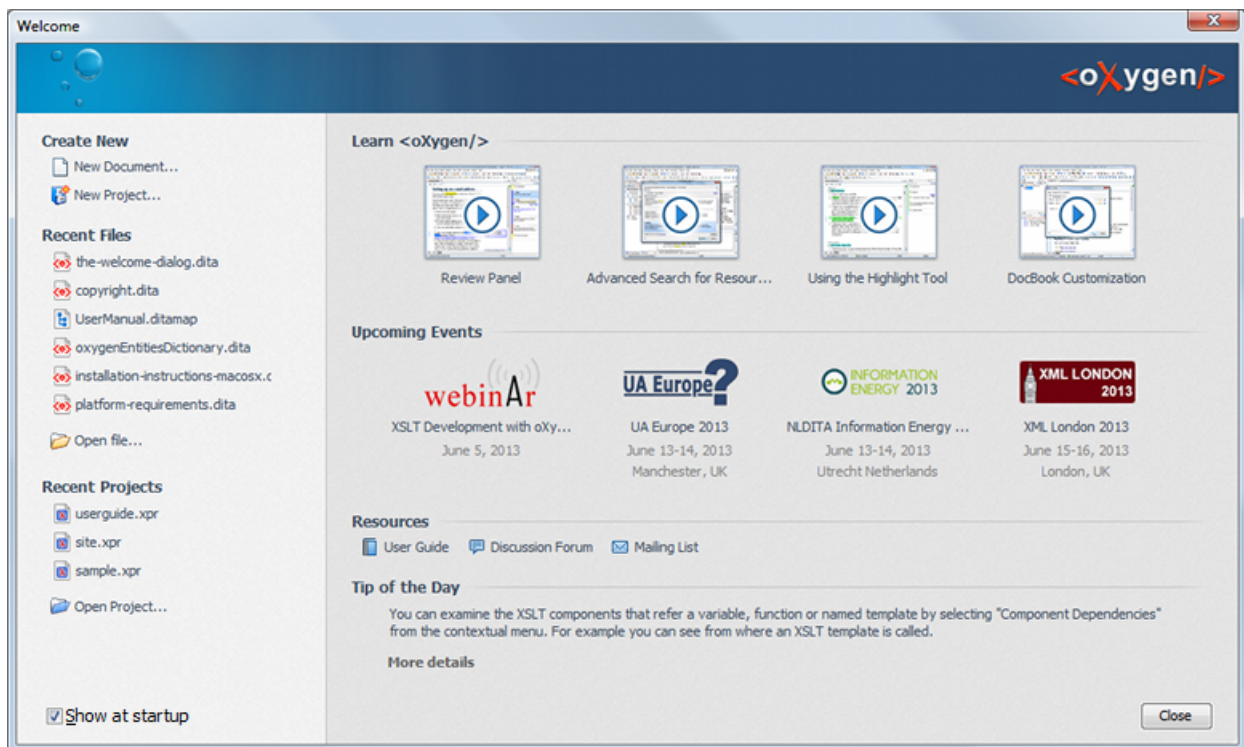 Welcome
<oXygen/>
Create New
New Document...
New Project...
Recent Files
the-welcome-dialog.dita
copyright.dita
UserManual.ditamap
oxygenEntitiesDictionary.dita
installation-instructions-macosx.c
platform-requirements.dita
Open file...
Recent Projects
userguide.xpr
site.xpr
sample.xpr
Open Project...
Show at startup
Learn <oXygen/>
Review Panel
Advanced Search for Resour...
Using the Highlight Tool
DocBook Customization
Upcoming Events
webinAr
XSLT Development with oXy...
June 5, 2013
UA Europe?
UA Europe 2013
June 13-14, 2013
Manchester, UK
INFORMATION
ENERGY 2013
NLDITA Information Energy ...
June 13-14, 2013
Utrecht Netherlands
XML LONDON
2013
XML London 2013
June 15-16, 2013
London, UK
Resources
User Guide
Discussion Forum
Mailing List
Tip of the Day
You can examine the XSLT components that refer a variable, function or named template by selecting "Component Dependencies"
from the contextual menu. For example you can see from where an XSLT template is called.
More details
Close